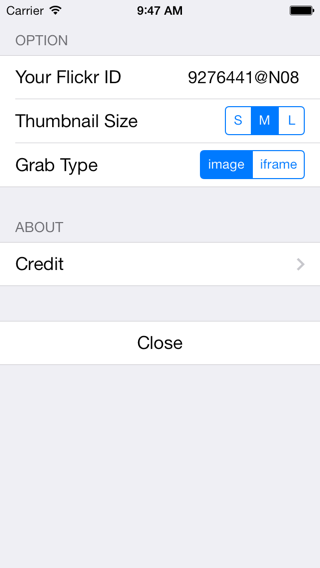 Carrier 9:47 AM
OPTION
Your Flickr ID 9276441@N08
Thumbnail Size S M L
Grab Type image iframe
ABOUT
Credit
Close